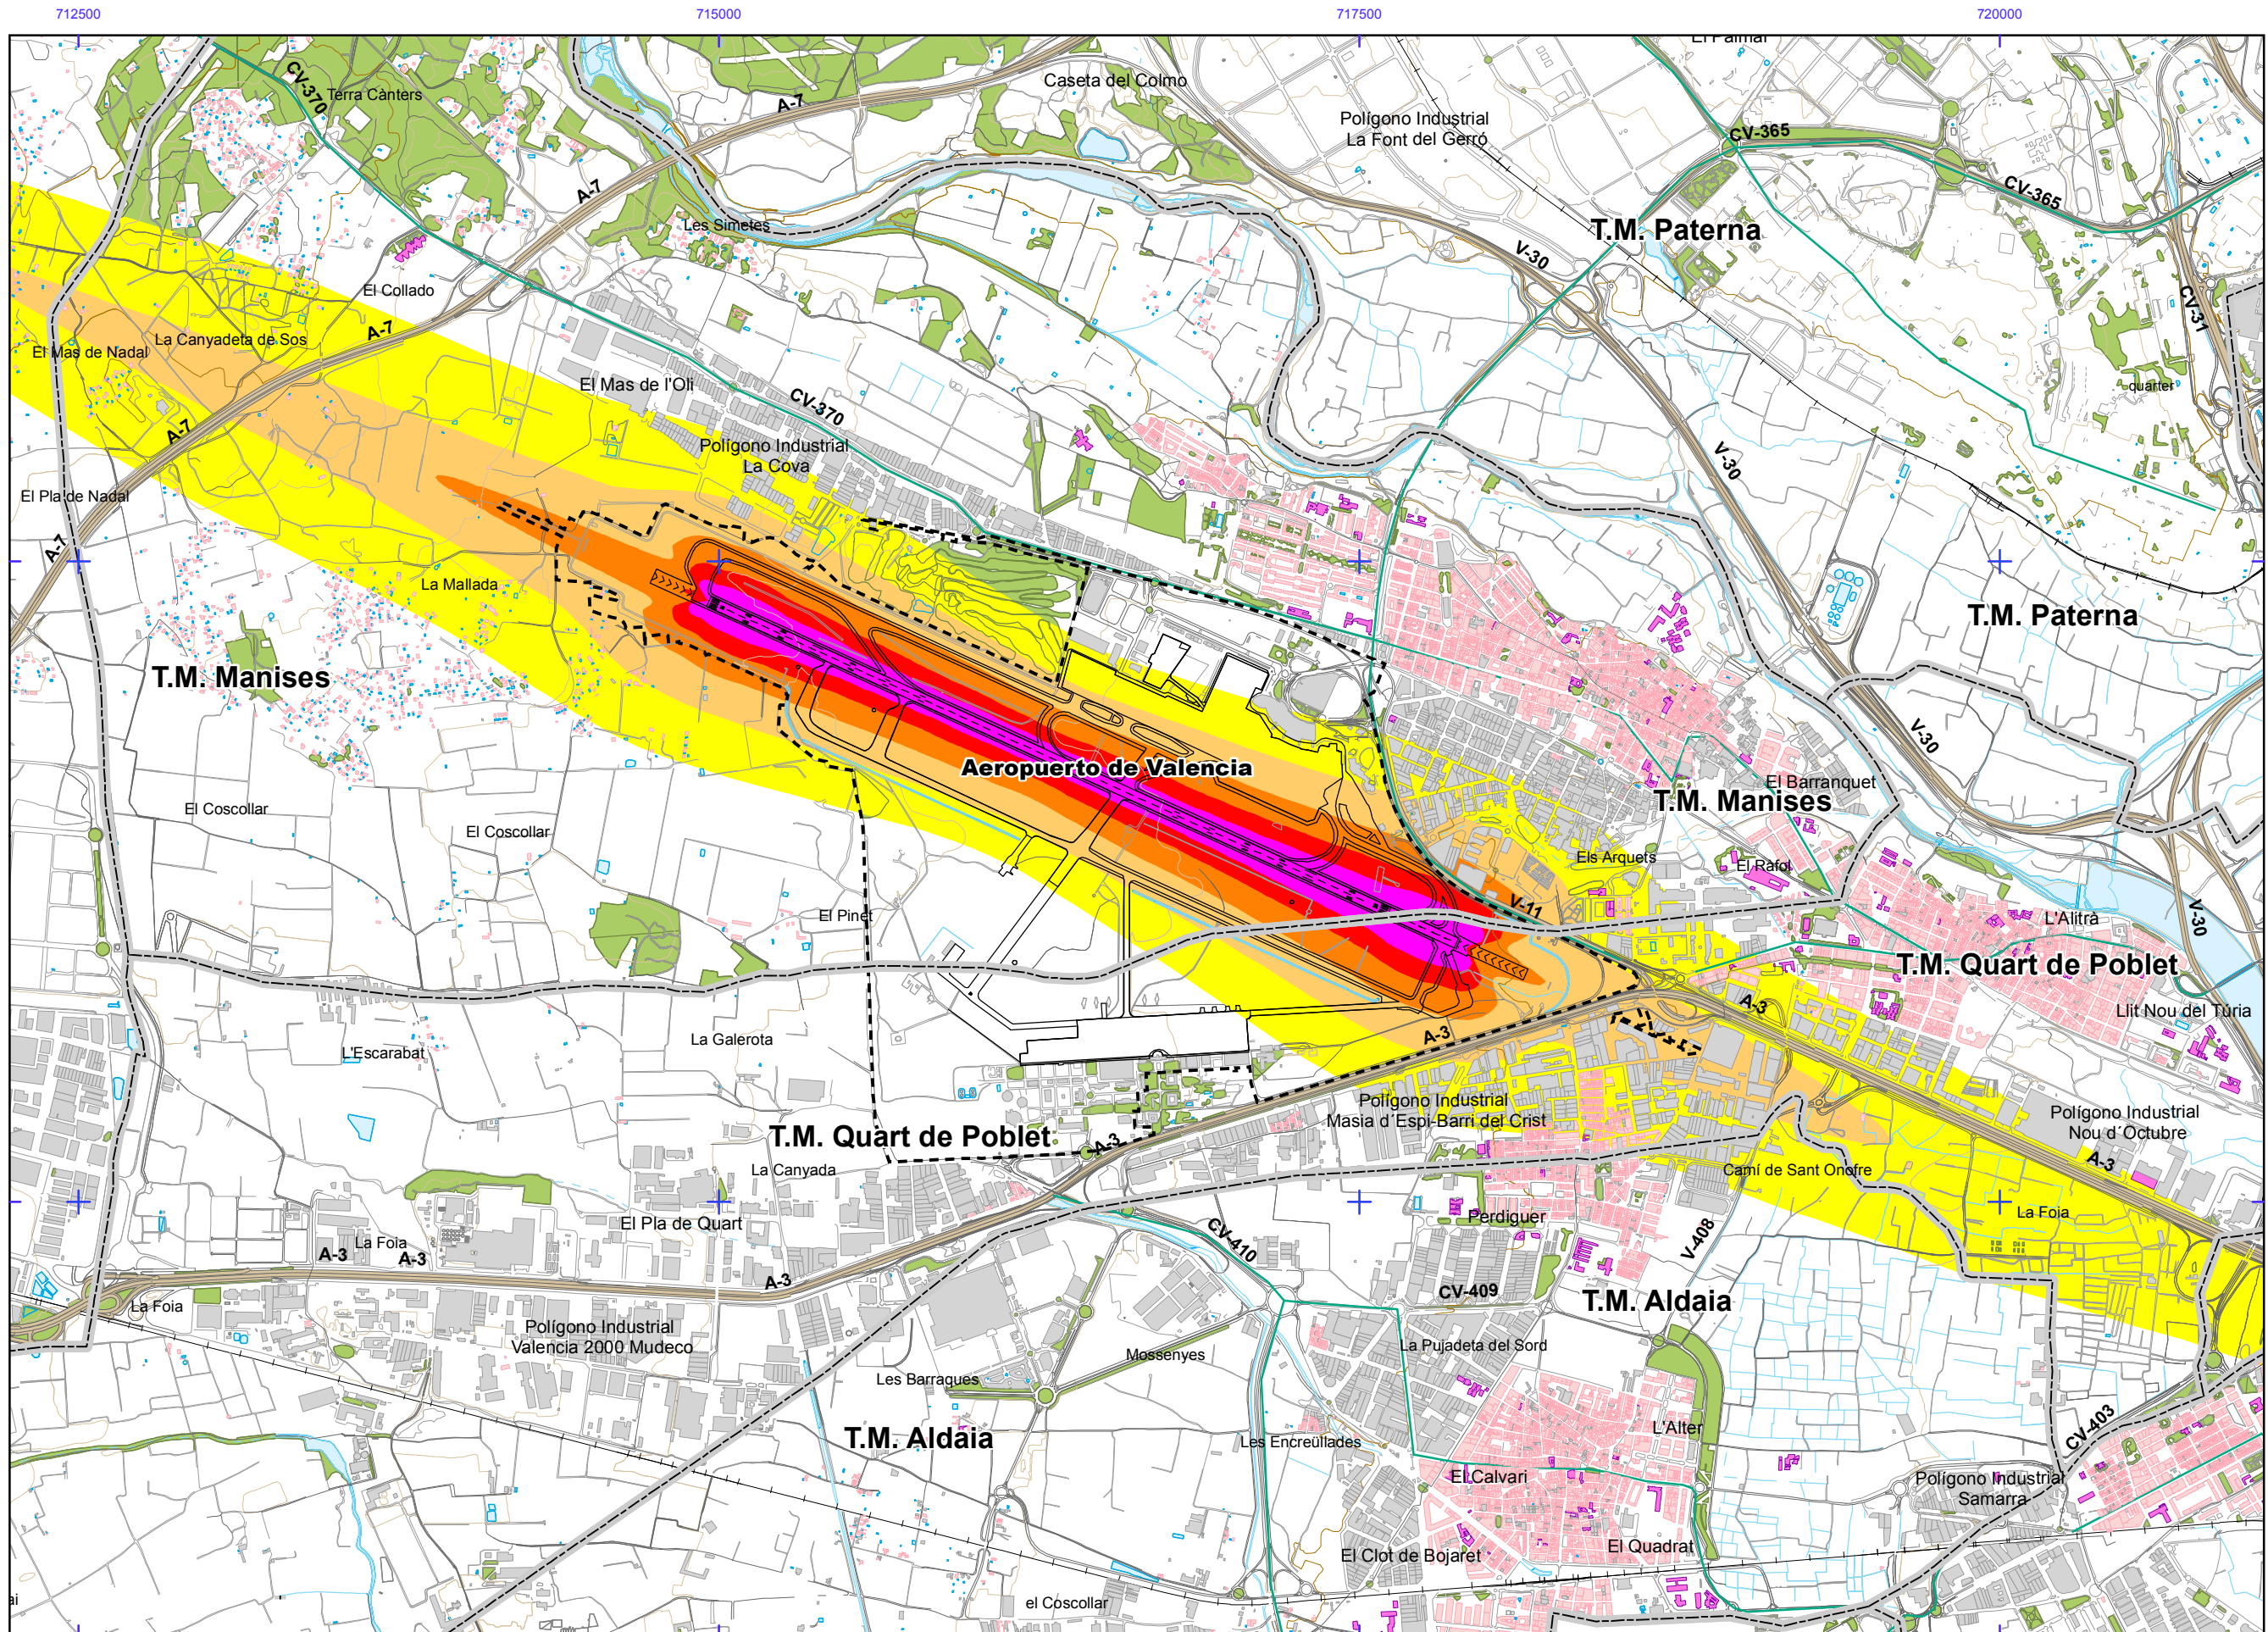 712500
715000
717500
720000
El Palmar
CV-370
Terra Cànters
A-7
Caseta del Colmo
Polígono Industrial
La Font del Gerró
CV-365
CV-365
A-7
Les Simetes
T.M. Paterna
V-30
El Collado
CV-31
La Canyadeta de Sos
A-7
El Mas de Nadal
El Mas de l'Oli
CV-370
quarter
A-7
Polígono Industrial
La Cova
V-30
El Pla de Nadal
A-7
La Mallada
T.M. Paterna
T.M. Manises
V-30
Aeropuerto de Valencia
El Barranquet
T.M. Manises
El Coscollar
El Coscollar
Els Arquets
El Ràfol
V-11
El Pinet
L'Alitrà
V-30
T.M. Quart de Poblet
A-3
Llit Nou del Túria
A-3
La Galerota
L'Escarabat
Polígono Industrial
Masia d´Espi-Barri del Crist
Polígono Industrial
Nou d´Octubre
T.M. Quart de Poblet
A-3
A-3
La Canyada
Camí de Sant Onofre
El Pla de Quart
Perdiguer
La Foia
CV-410
V-408
La Foia
A-3
A-3
A-3
CV-409
T.M. Aldaia
La Foia
Polígono Industrial
Valencia 2000 Mudeco
La Pujadeta del Sord
Mossenyes
Les Barraques
T.M. Aldaia
L'Alter
CV-403
Les Encreüllades
El Calvari
Polígono Industrial
Samarra
El Clot de Bojaret
El Quadrat
el Coscollar
ai